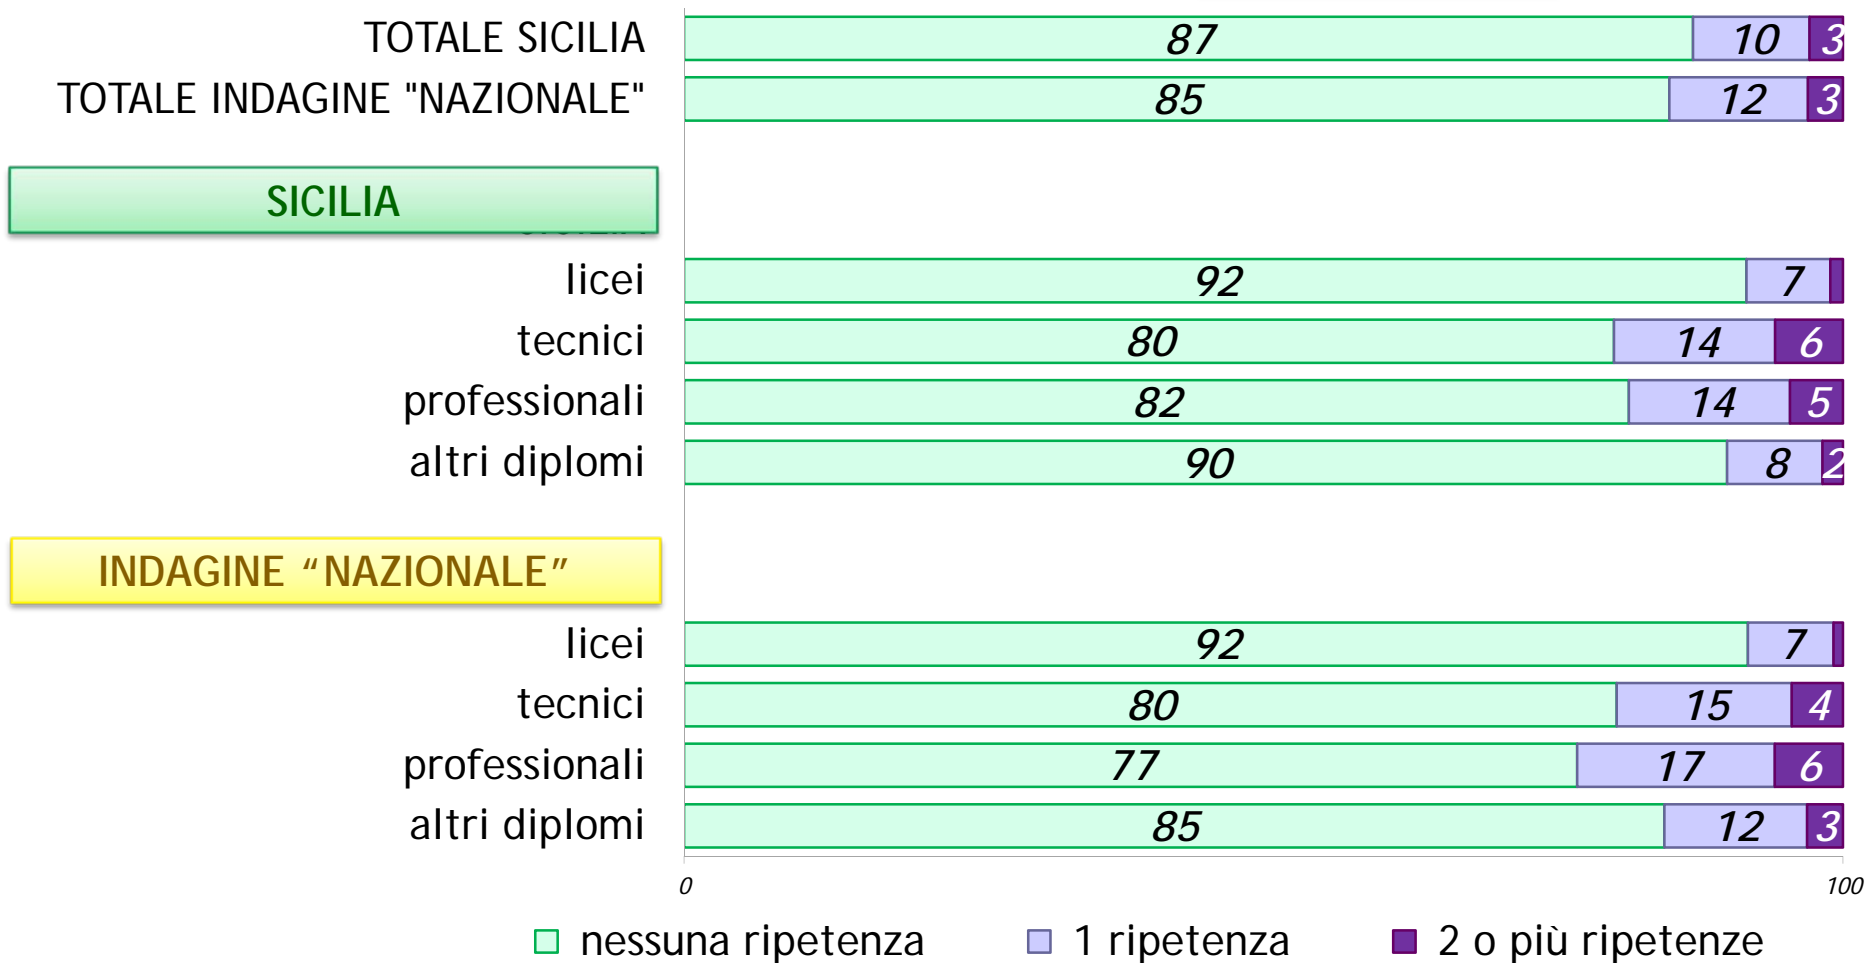 TOTALE SICILIA 87 10 3
TOTALE INDAGINE "NAZIONALE" 85 12 3
SICILIA
licei 92 7
tecnici 80 14 6
professionali 82 14 5
altri diplomi 90 8 2
INDAGINE “NAZIONALE”
licei 92 7
tecnici 80 15 4
professionali 77 17 6
altri diplomi 85 12 3
0 100
nessuna ripetenza 1 ripetenza 2 o più ripetenze